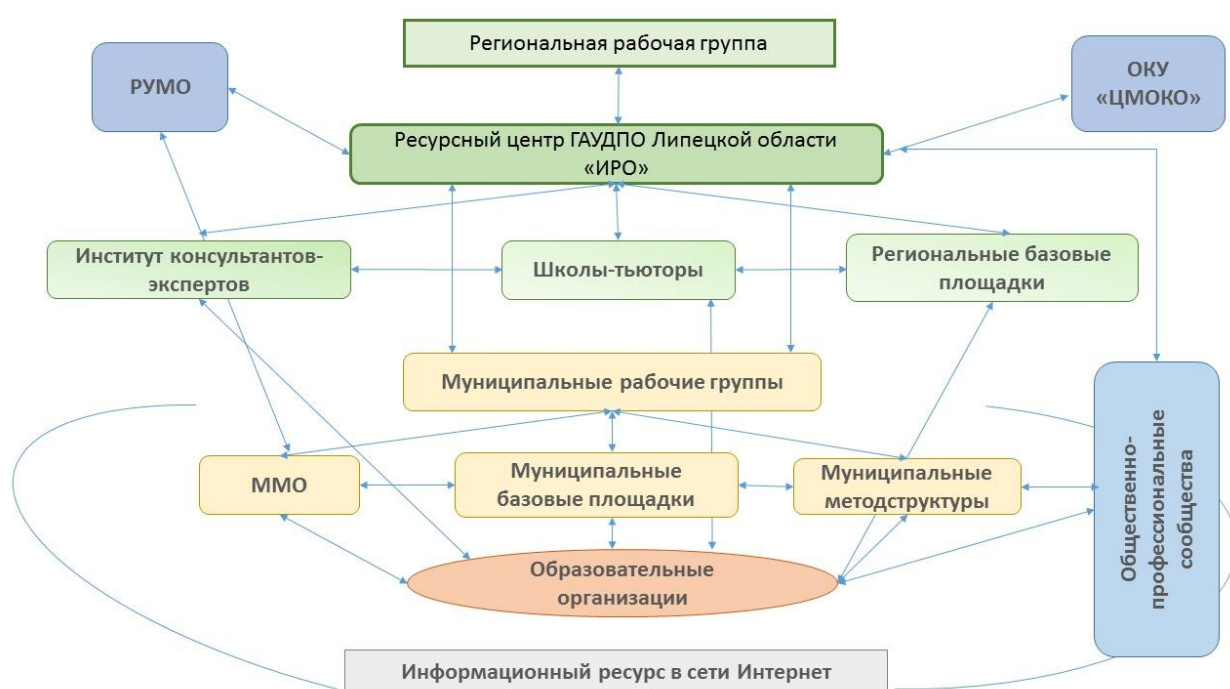 Региональная рабочая группа
РУМО
ОКУ
«ЦМОКО»
Ресурсный центр ГАУДПО Липецкой области
«ИРО»
Институт консультантов-
экспертов
Школы-тьюторы
Региональные базовые
площадки
Муниципальные рабочие группы
ММО
Муниципальные
базовые площадки
Муниципальные
методструктуры
Общественно-
профессиональные
сообщества
Образовательные
организации
Информационный ресурс в сети Интернет